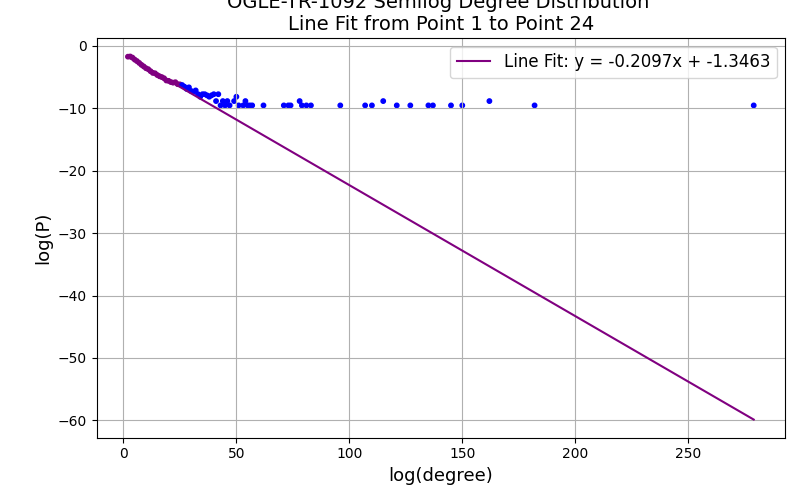 OGLE-TR-1092 Semilog Degree Distribution
Line Fit from Point 1 to Point 24
Line Fit: y = -0.2097x + -1.3463
0
−10
−20
−30
−40
−50
−60
log(P)
0 50 100 150 200 250
log(degree)